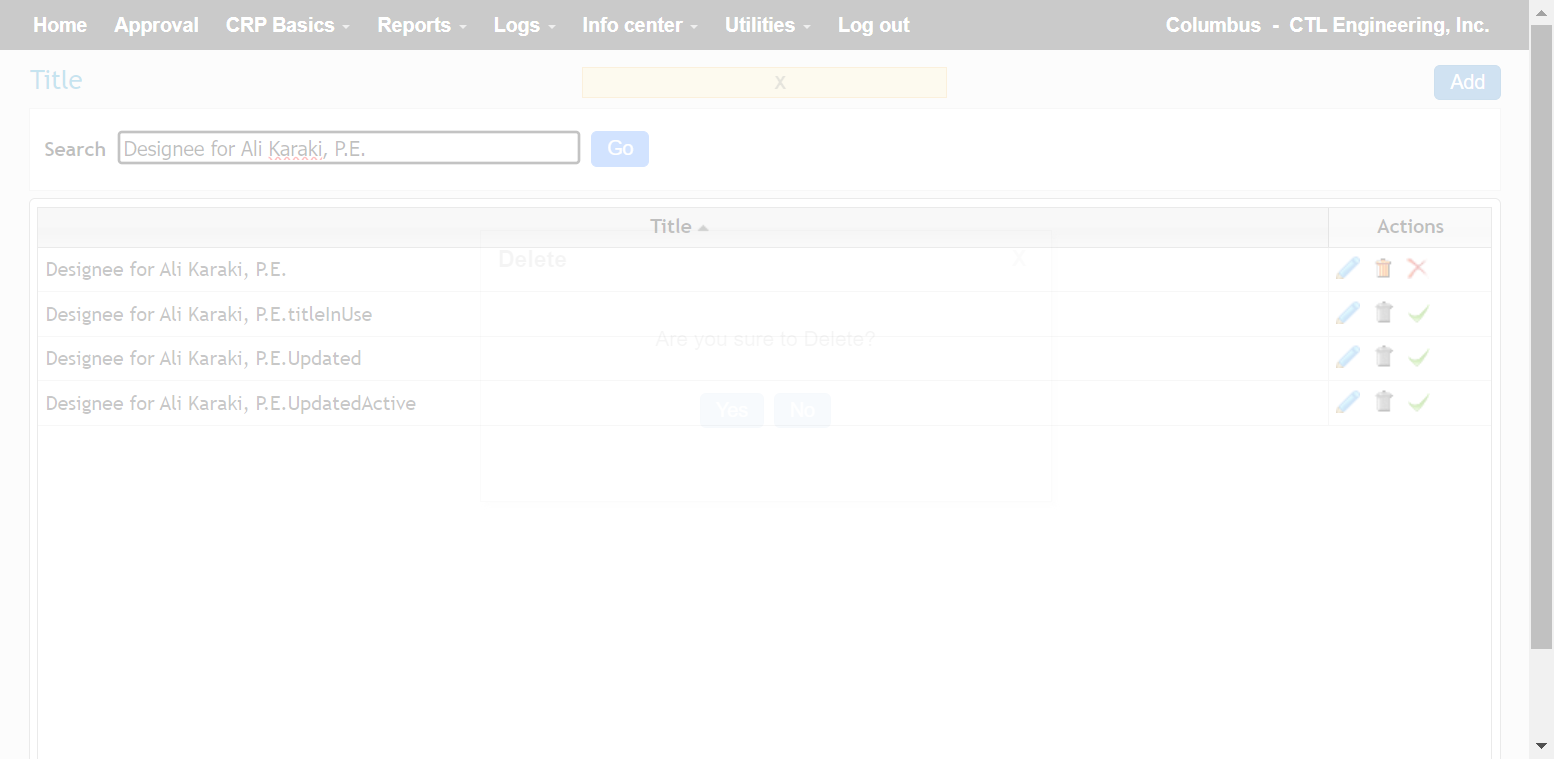 Home Approval CRP Basics Reports Logs Info center Utilities Log out Columbus - CTL Engineering, Inc.
Title X Add
Search Designee for Ali Karaki, P.E. Go
Title Actions
Delete X
Designee for Ali Karaki, P.E.
Designee for Ali Karaki, P.E.titleInUse
Are you sure to Delete?
Designee for Ali Karaki, P.E.Updated
Designee for Ali Karaki, P.E.UpdatedActive
Yes No